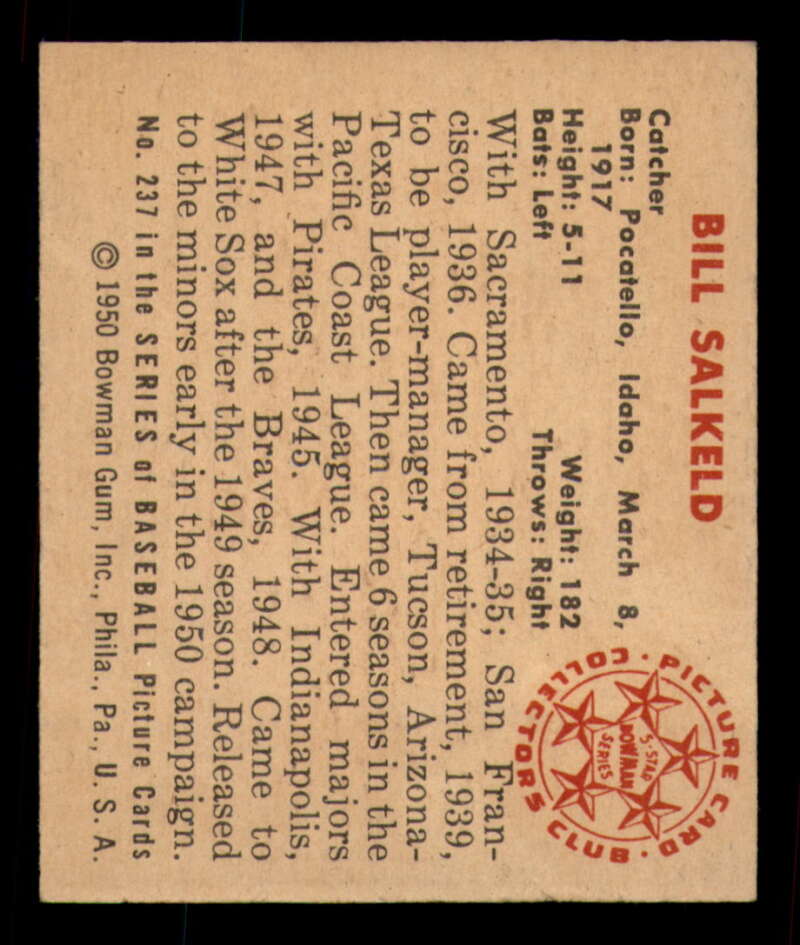 BILL SALKELD
Catcher
Born: Pocatello, Idaho, March 8,
1917
Height: 5-11 Weight: 182
Bats: Left Throws: Right
With Sacramento, 1934-35; San Fran-
cisco, 1936. Came from retirement, 1939,
to be player-manager, Tucson, Arizona-
Texas League. Then came 6 seasons in the
Pacific Coast League. Entered majors
with Pirates, 1945. With Indianapolis,
1947, and the Braves, 1948. Came to
White Sox after the 1949 season. Released
to the minors early in the 1950 campaign.
No. 237 in the SERIES of BASEBALL Picture Cards
© 1950 Bowman Gum, Inc., Phila., Pa., U. S. A.
PICTURE CARD · COLLECTORS CLUB ·
5-STAR
BOWMAN
SERIES